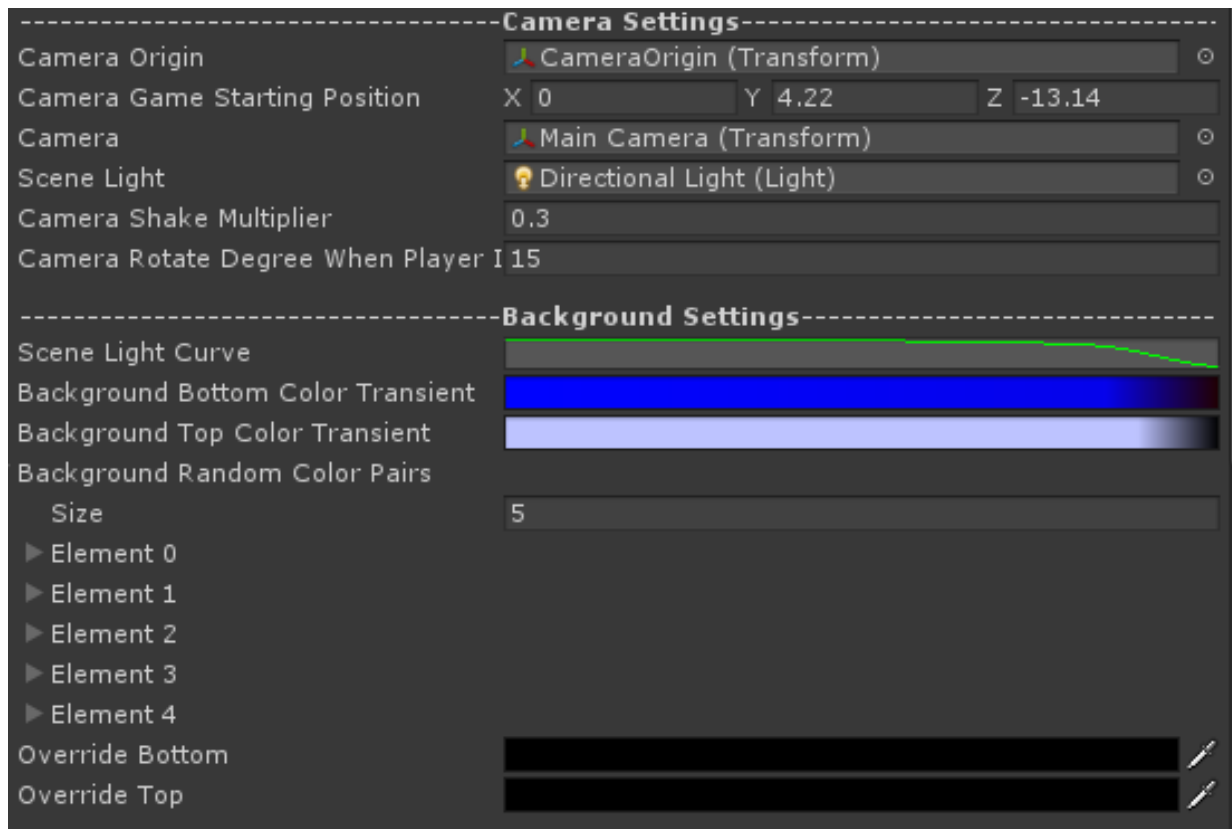 -----------------------------------Camera Settings-----------------------------------
Camera Origin CameraOrigin (Transform)
Camera Game Starting Position X 0 Y 4.22 Z -13.14
Camera Main Camera (Transform)
Scene Light Directional Light (Light)
Camera Shake Multiplier 0.3
Camera Rotate Degree When Player I 15
-----------------------------------Background Settings------------------------------
Scene Light Curve
Background Bottom Color Transient
Background Top Color Transient
Background Random Color Pairs
Size 5
Element 0
Element 1
Element 2
Element 3
Element 4
Override Bottom
Override Top